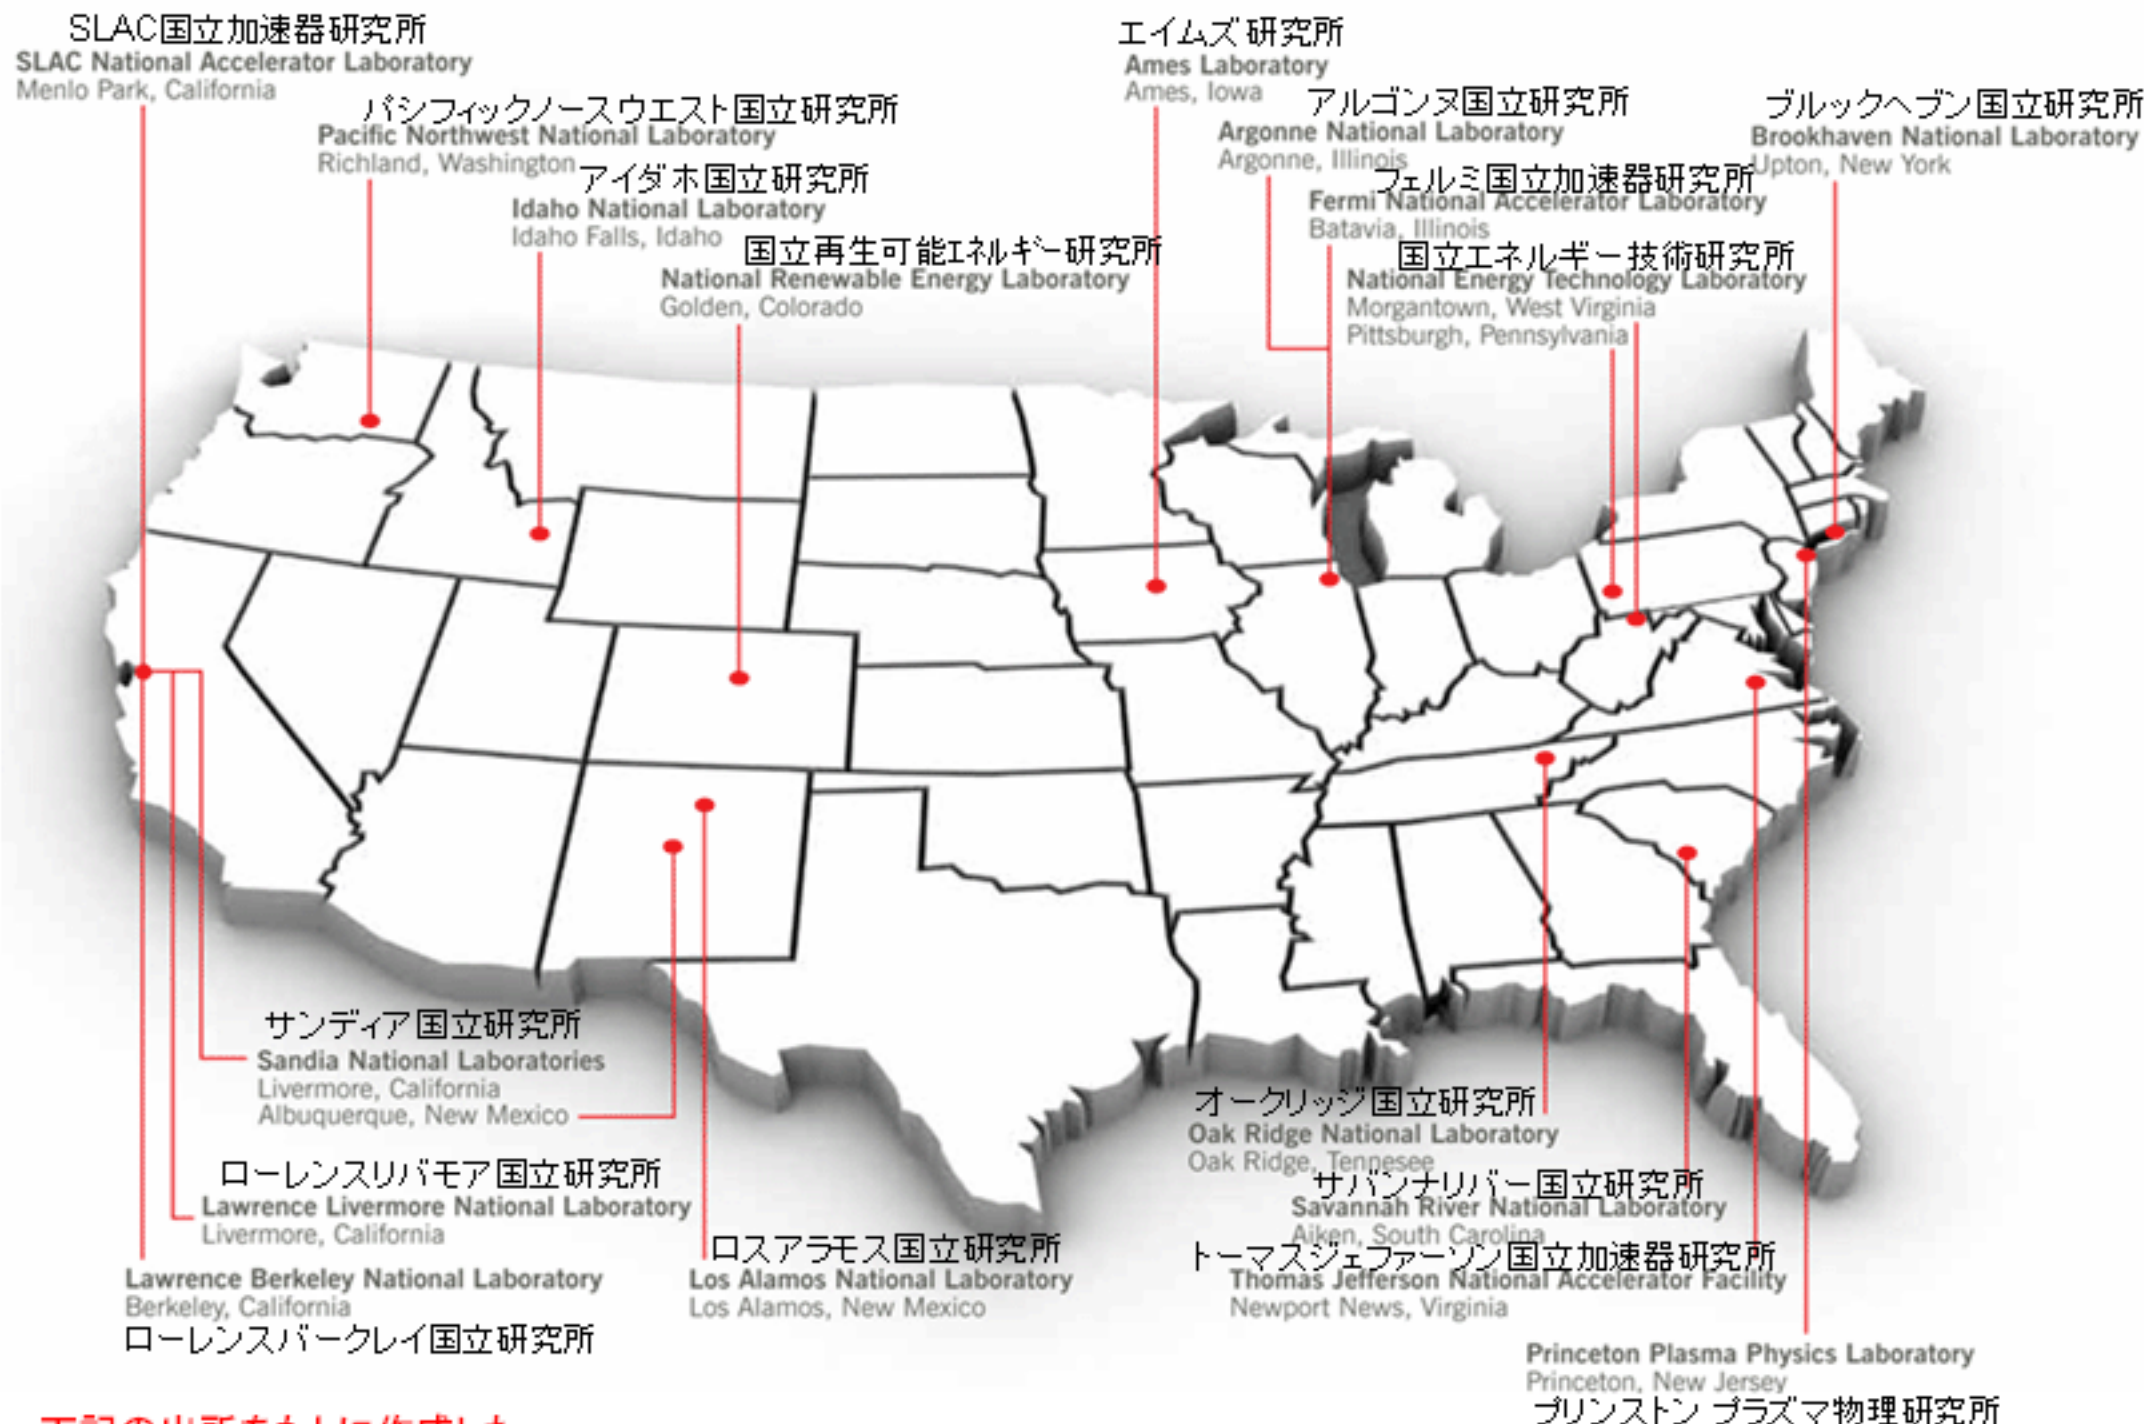 SLAC国立加速器研究所
SLAC National Accelerator Laboratory
Menlo Park, California
パシフィックノースウエスト国立研究所
Pacific Northwest National Laboratory
Richland, Washington
アイダホ国立研究所
Idaho National Laboratory
Idaho Falls, Idaho
国立再生可能エネルギー研究所
National Renewable Energy Laboratory
Golden, Colorado
エイムズ研究所
Ames Laboratory
Ames, Iowa
アルゴンヌ国立研究所
Argonne National Laboratory
Argonne, Illinois
フェルミ国立加速器研究所
Fermi National Accelerator Laboratory
Batavia, Illinois
国立エネルギー技術研究所
National Energy Technology Laboratory
Morgantown, West Virginia
Pittsburgh, Pennsylvania
ブルックヘブン国立研究所
Brookhaven National Laboratory
Upton, New York
サンディア国立研究所
Sandia National Laboratories
Livermore, California
Albuquerque, New Mexico
ローレンスリバモア国立研究所
Lawrence Livermore National Laboratory
Livermore, California
Lawrence Berkeley National Laboratory
Berkeley, California
ローレンスバークレイ国立研究所
ロスアラモス国立研究所
Los Alamos National Laboratory
Los Alamos, New Mexico
オークリッジ国立研究所
Oak Ridge National Laboratory
Oak Ridge, Tennesee
サバンナリバー国立研究所
Savannah River National Laboratory
Aiken, South Carolina
トーマスジェファーソン国立加速器研究所
Thomas Jefferson National Accelerator Facility
Newport News, Virginia
Princeton Plasma Physics Laboratory
Princeton, New Jersey
プリンストン プラズマ物理研究所